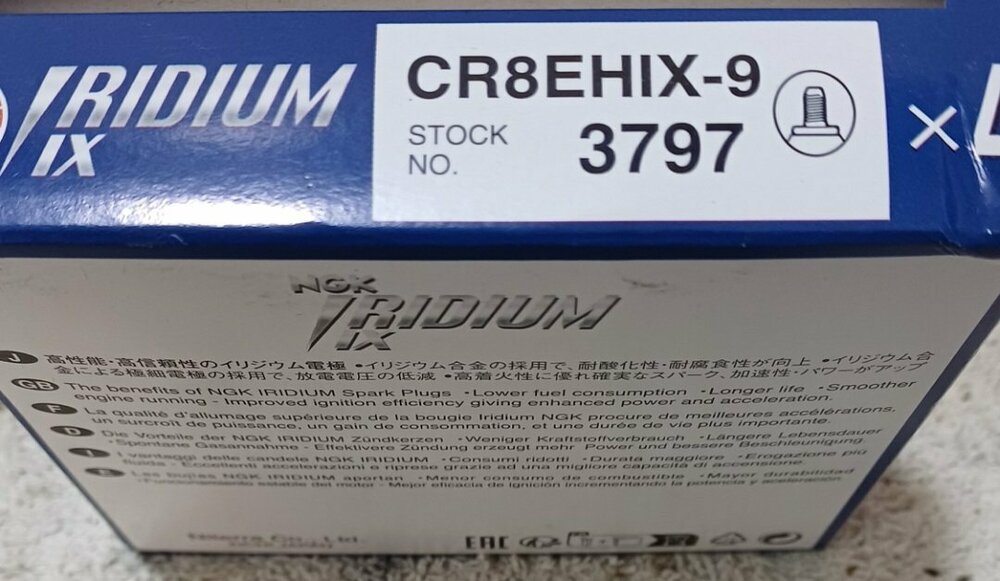 IRIDIUM
IX
CR8EHIX-9
STOCK
NO.
3797
×
NGK
IRIDIUM
IX
J 高性能・高信頼性のイリジウム電極 •イリジウム合金の採用で、耐酸化性・耐腐食性が向上 •イリジウム合
金による極細電極の採用で、放電電圧の低減 •高着火性に優れ確実なスパーク、加速性・パワーがアップ
GB The benefits of NGK IRIDIUM Spark Plugs •Lower fuel consumption •Longer life •Smoother
engine running •Improved ignition efficiency giving enhanced power and acceleration.
F La qualité d'allumage supérieure de la bougie Iridium NGK procure de meilleures accélérations,
un surcroît de puissance, un gain de consommation, et une durée de vie plus importante.
D Die Vorteile der NGK IRIDIUM Zündkerzen •Weniger Kraftstoffverbrauch •Längere Lebensdauer
•Spontane Gasannahme •Effektivere Zündung erzeugt mehr Power und bessere Beschleunigung.
I I vantaggi delle candele NGK IRIDIUM •Consumi ridotti •Durata maggiore •Erogazione più
fluida •Eccellenti accelerazioni e riprese grazie ad una migliore capacità di accensione.
E Las bujías NGK IRIDIUM aportan •Menor consumo de combustible •Mayor durabilidad
•Funcionamiento estable del motor •Mejor eficacia de ignición incrementando la potencia y aceleración.
Niterra Co., Ltd.
EAC